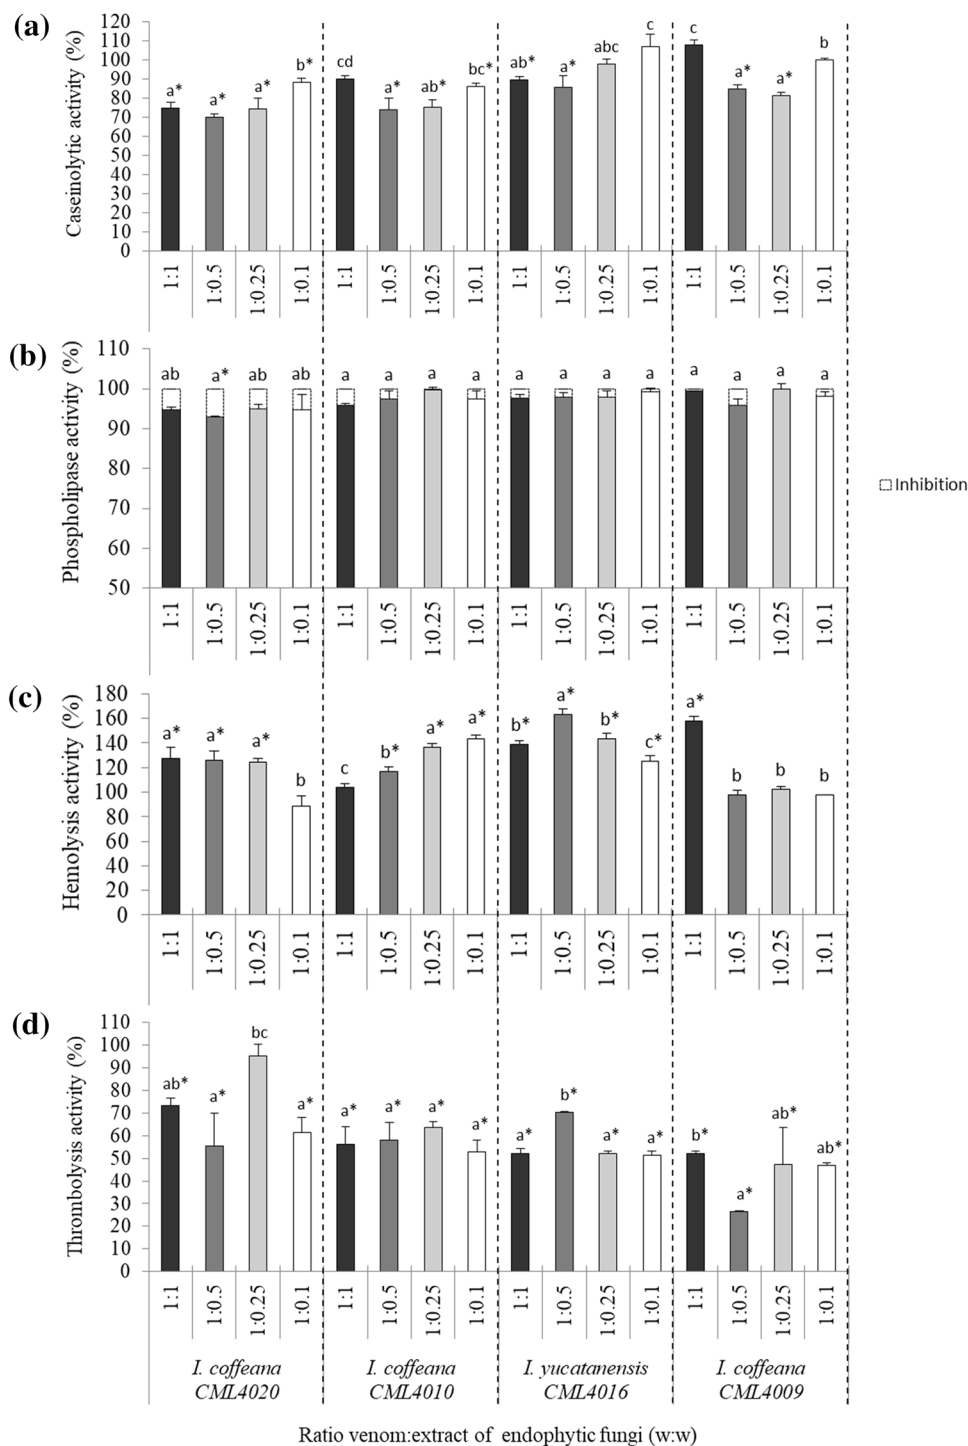 (a)
Caseinolytic activity (%)
120
110
100
90
80
70
60
50
40
30
20
10
0
a* a* a* b*
cd a* ab* bc*
ab* a* abc c
c a* a* b
1:1 1:0.5 1:0.25 1:0.1 1:1 1:0.5 1:0.25 1:0.1 1:1 1:0.5 1:0.25 1:0.1 1:1 1:0.5 1:0.25 1:0.1
(b)
Phospholipase activity (%)
110
100
90
80
70
60
50
ab a* ab ab
a a a a
a a a a
a a a a
Inhibition
1:1 1:0.5 1:0.25 1:0.1 1:1 1:0.5 1:0.25 1:0.1 1:1 1:0.5 1:0.25 1:0.1 1:1 1:0.5 1:0.25 1:0.1
(c)
Hemolysis activity (%)
180
160
140
120
100
80
60
40
20
0
a* a* a* b
c b* a* a*
b* a* b* c*
a* b b b
1:1 1:0.5 1:0.25 1:0.1 1:1 1:0.5 1:0.25 1:0.1 1:1 1:0.5 1:0.25 1:0.1 1:1 1:0.5 1:0.25 1:0.1
(d)
Thrombolysis activity (%)
110
100
90
80
70
60
50
40
30
20
10
0
ab* a* bc a*
a* a* a* a*
a* b* a* a*
b* a* ab* ab*
1:1 1:0.5 1:0.25 1:0.1 1:1 1:0.5 1:0.25 1:0.1 1:1 1:0.5 1:0.25 1:0.1 1:1 1:0.5 1:0.25 1:0.1
I. coffeana
CML4020
I. coffeana
CML4010
I. yucatanensis
CML4016
I. coffeana
CML4009
Ratio venom:extract of endophytic fungi (w:w)